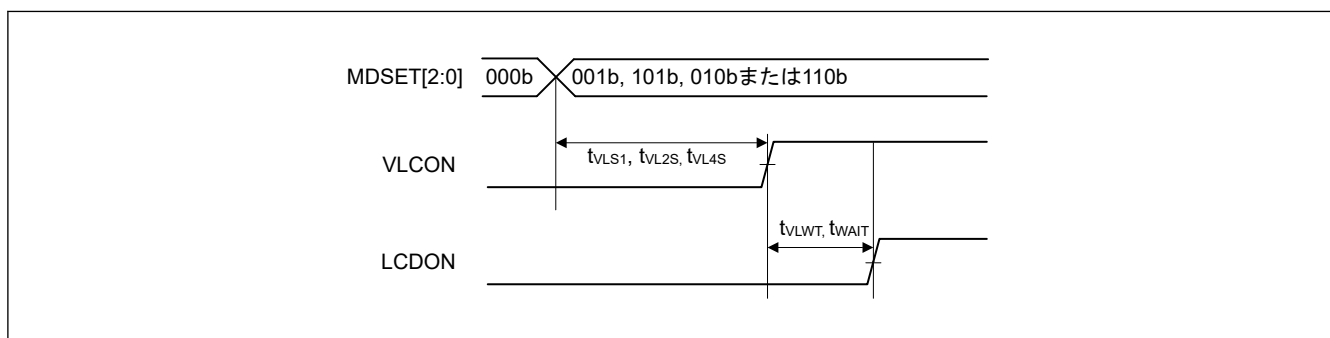 MDSET[2:0] 000b 001b, 101b, 010bまたは110b
tVLS1, tVL2S, tVL4S
VLCON
tVLWT, tWAIT
LCDON